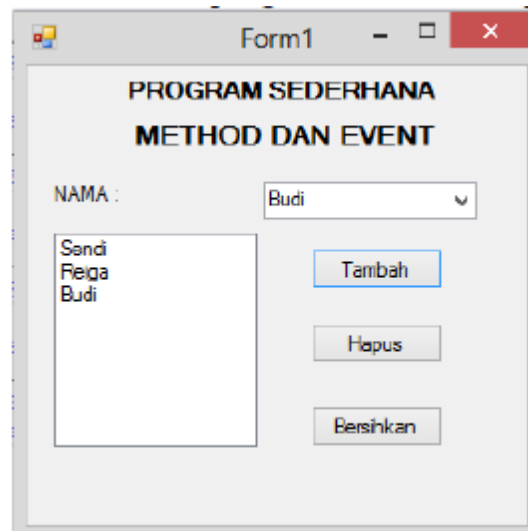 Form1
PROGRAM SEDERHANA
METHOD DAN EVENT
NAMA :
Budi
Sendi
Reiga
Budi
Tambah
Hapus
Bersihkan